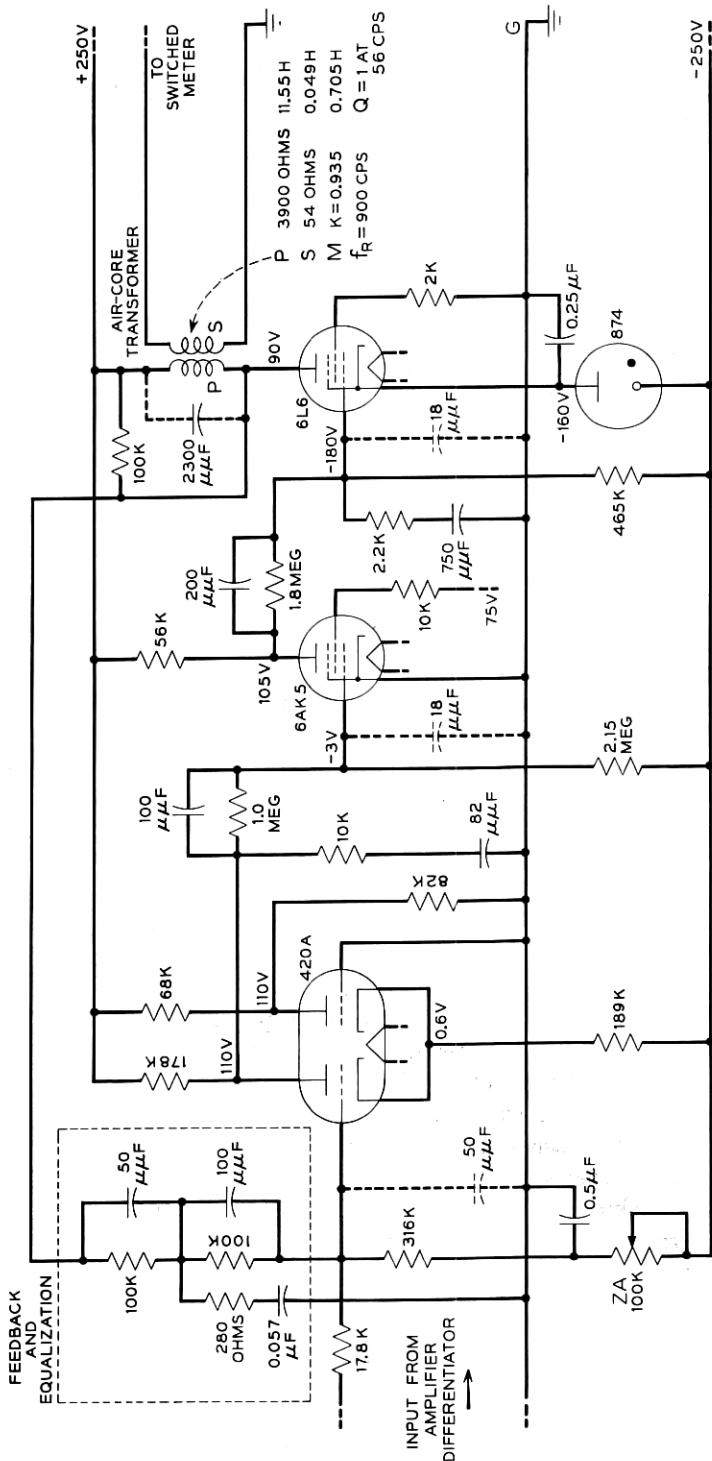 FEEDBACK
AND
EQUALIZATION
100K
50
μμF
100K
100
μμF
280
OHMS
0.057
μF
17.8K
INPUT FROM
AMPLIFIER
DIFFERENTIATOR
316K
50
μμF
0.5μF
ZA
100K
178K
68K
110V
110V
420A
0.6V
189K
82K
100
μμF
1.0
MEG
10K
82
μμF
-3V
18
μμF
2.15
MEG
56K
105V
6AK5
10K
75V
200
μμF
1.8MEG
2.2K
750
μμF
-180V
18
μμF
465K
100K
2300
μμF
AIR-CORE
TRANSFORMER
P
S
90V
6L6
2K
-160V
0.25μF
874
+250V
TO
SWITCHED
METER
P 3900 OHMS 11.55H
S 54 OHMS 0.049H
M K=0.935 0.705H
fR=900 CPS Q=1 AT
56 CPS
G
-250V